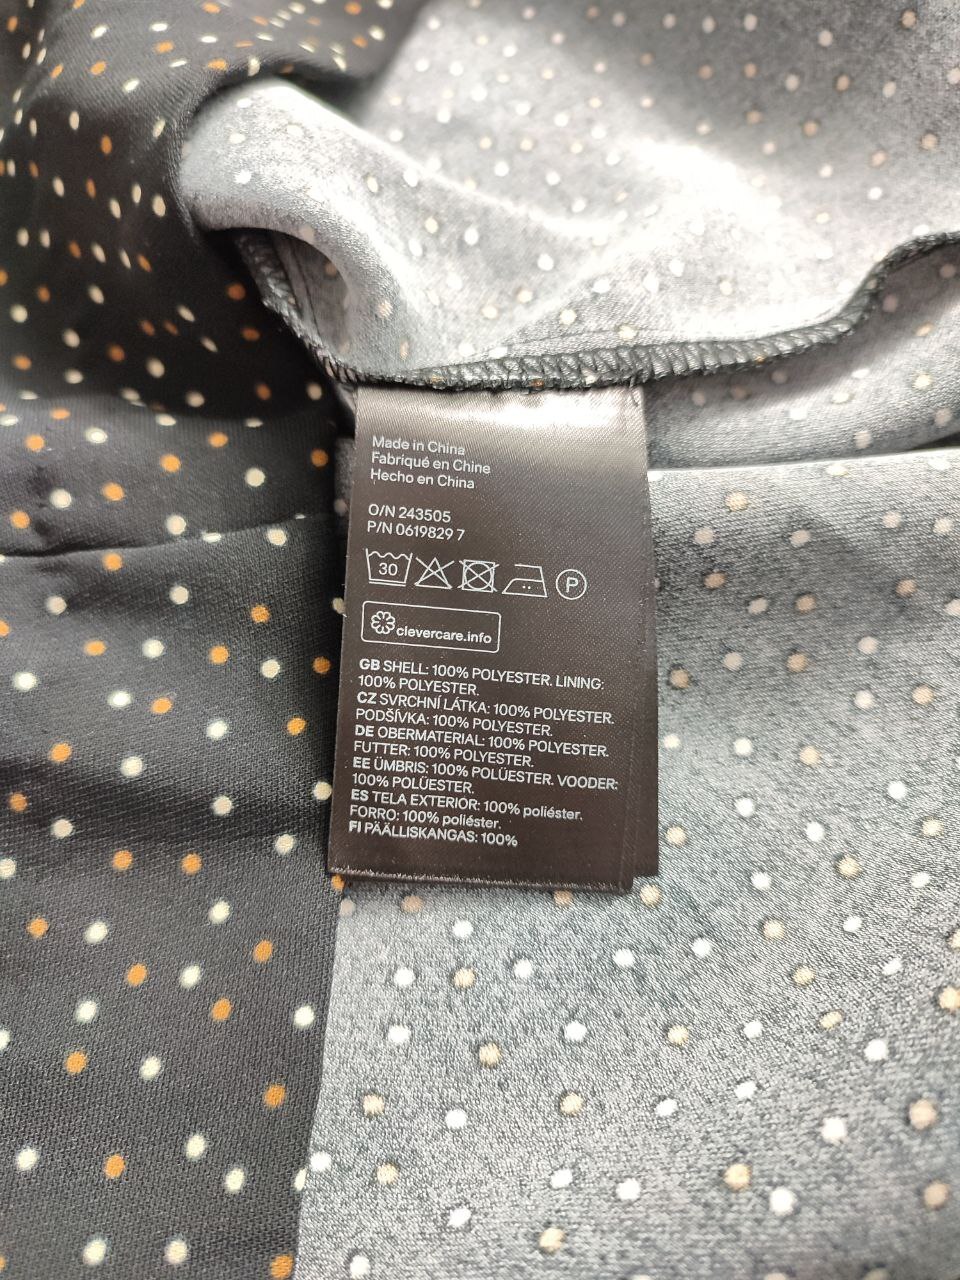 Made in China
Fabriqué en Chine
Hecho en China
O/N 243505
P/N 0619829 7
30
P
clevercare.info
GB SHELL: 100% POLYESTER. LINING:
100% POLYESTER.
CZ SVRCHNÍ LÁTKA: 100% POLYESTER.
PODŠÍVKA: 100% POLYESTER.
DE OBERMATERIAL: 100% POLYESTER.
FUTTER: 100% POLYESTER.
EE ÜMBRIS: 100% POLÜESTER. VOODER:
100% POLÜESTER.
ES TELA EXTERIOR: 100% poliéster.
FORRO: 100% poliéster.
FI PÄÄLLISKANGAS: 100%